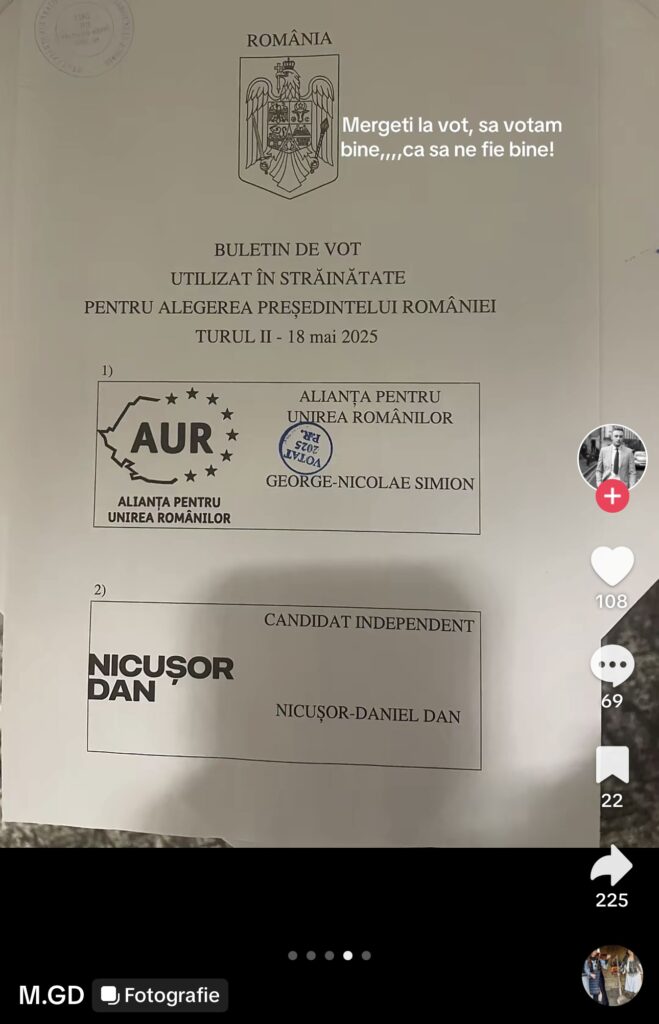 ROMÂNIA
Mergeti la vot, sa votam
bine,,,,ca sa ne fie bine!
BULETIN DE VOT
UTILIZAT ÎN STRĂINĂTATE
PENTRU ALEGEREA PREȘEDINTELUI ROMÂNIEI
TURUL II - 18 mai 2025
1)
AUR
ALIANȚA PENTRU
UNIREA ROMÂNILOR
ALIANȚA PENTRU
UNIREA ROMÂNILOR
VOTAT
2025
PR.
GEORGE-NICOLAE SIMION
2)
NICUȘOR
DAN
CANDIDAT INDEPENDENT
NICUȘOR-DANIEL DAN
108
69
22
225
M.GD
Fotografie